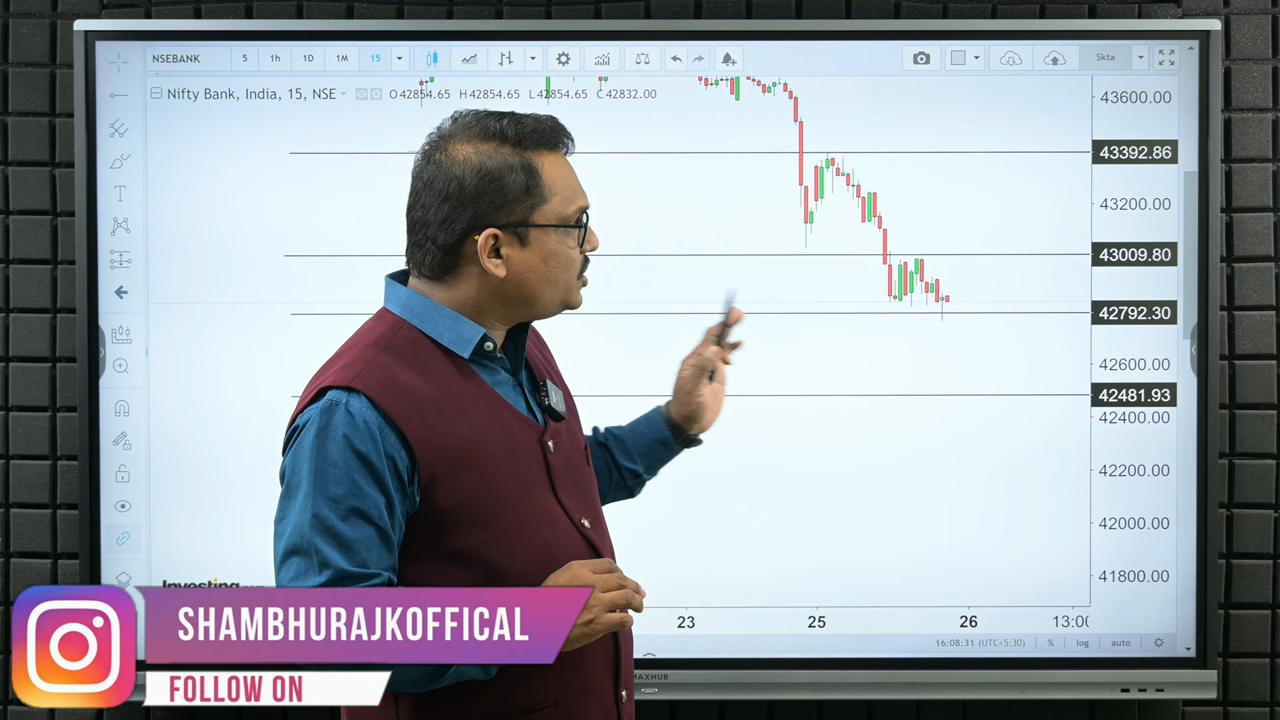 NSEBANK 5 1h 1D 1M 15 Skta
Nifty Bank, India, 15, NSE O42854.65 H42854.65 L42854.65 C42832.00
43600.00
43392.86
43200.00
43009.80
42792.30
42600.00
42481.93
42400.00
42200.00
42000.00
41800.00
Investing.com
23 25 26 13:00
16:08:31 (UTC+5:30) % log auto
MAXHUB
SHAMBHURAJKOFFICAL
FOLLOW ON